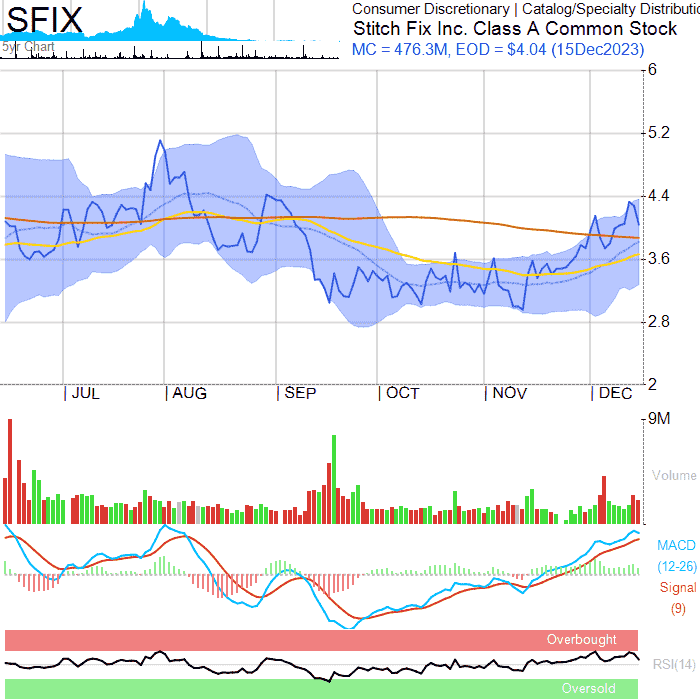 SFIX
5yr Chart
Consumer Discretionary | Catalog/Specialty Distributio
Stitch Fix Inc. Class A Common Stock
MC = 476.3M, EOD = $4.04 (15Dec2023)
6
5.2
4.4
3.6
2.8
2
JUL AUG SEP OCT NOV DEC
9M
Volume
MACD
(12-26)
Signal
(9)
Overbought
RSI(14)
Oversold